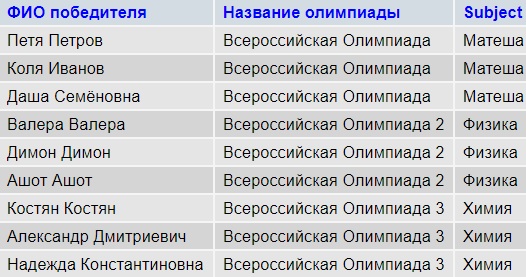 ФИО победителя Название олимпиады Subject
Петя Петров Всероссийская Олимпиада Матеша
Коля Иванов Всероссийская Олимпиада Матеша
Даша Семёновна Всероссийская Олимпиада Матеша
Валера Валера Всероссийская Олимпиада 2 Физика
Димон Димон Всероссийская Олимпиада 2 Физика
Ашот Ашот Всероссийская Олимпиада 2 Физика
Костян Костян Всероссийская Олимпиада 3 Химия
Александр Дмитриевич Всероссийская Олимпиада 3 Химия
Надежда Константиновна Всероссийская Олимпиада 3 Химия